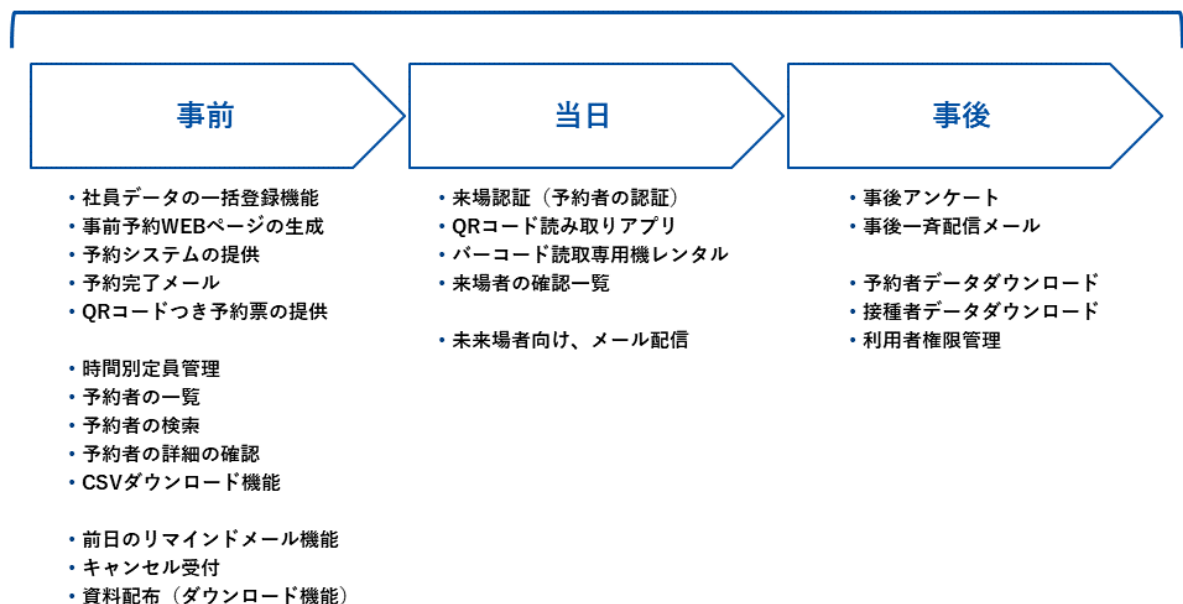 事前
・社員データの一括登録機能
・事前予約WEBページの生成
・予約システムの提供
・予約完了メール
・QRコードつき予約票の提供
・時間別定員管理
・予約者の一覧
・予約者の検索
・予約者の詳細の確認
・CSVダウンロード機能
・前日のリマインドメール機能
・キャンセル受付
・資料配布（ダウンロード機能）
当日
・来場認証（予約者の認証）
・QRコード読み取りアプリ
・バーコード読取専用機レンタル
・来場者の確認一覧
・未来場者向け、メール配信
事後
・事後アンケート
・事後一斉配信メール
・予約者データダウンロード
・接種者データダウンロード
・利用者権限管理